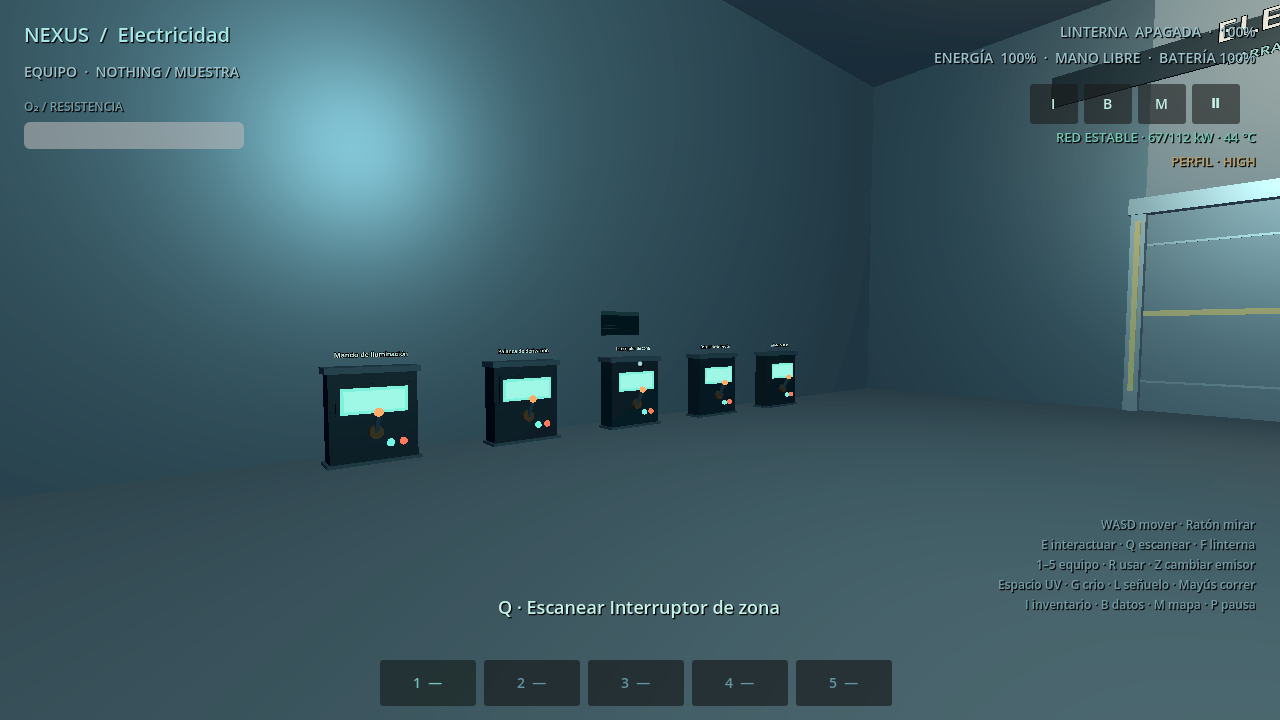 NEXUS / Electricidad
EQUIPO · NOTHING / MUESTRA
O₂ / RESISTENCIA
LINTERNA APAGADA · 100%
ENERGÍA 100% · MANO LIBRE · BATERÍA 100%
I B M II
RED ESTABLE · 67/112 kW · 44 °C
PERFIL · HIGH
Mando de Iluminación
WASD mover · Ratón mirar
E interactuar · Q escanear · F linterna
1–5 equipo · R usar · Z cambiar emisor
Espacio UV · G crio · L señuelo · Mayús correr
I inventario · B datos · M mapa · P pausa
Q · Escanear Interruptor de zona
1 — 2 — 3 — 4 — 5 —